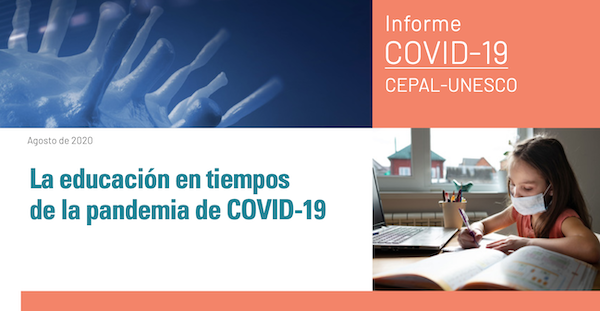 Informe
COVID-19
CEPAL-UNESCO
Agosto de 2020
La educación en tiempos
de la pandemia de COVID-19